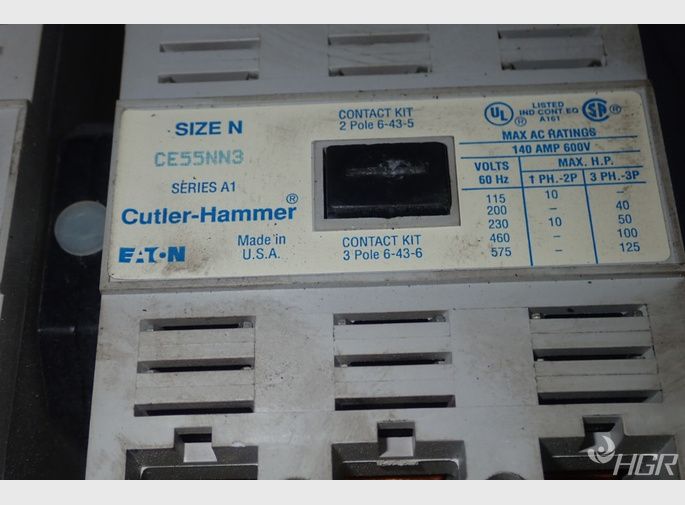 SIZE N
CE55NN3
SERIES A1
Cutler-Hammer®
EATON
Made in
U.S.A.
CONTACT KIT
2 Pole 6-43-5
CONTACT KIT
3 Pole 6-43-6
UL ®
LISTED
IND CONT. EQ
A161
SA ®
MAX AC RATINGS
140 AMP 600V
VOLTS 60 Hz MAX. H.P.
1 PH.-2P 3 PH.-3P
115 10 –
200 – 40
230 10 50
460 – 100
575 – 125
HGR